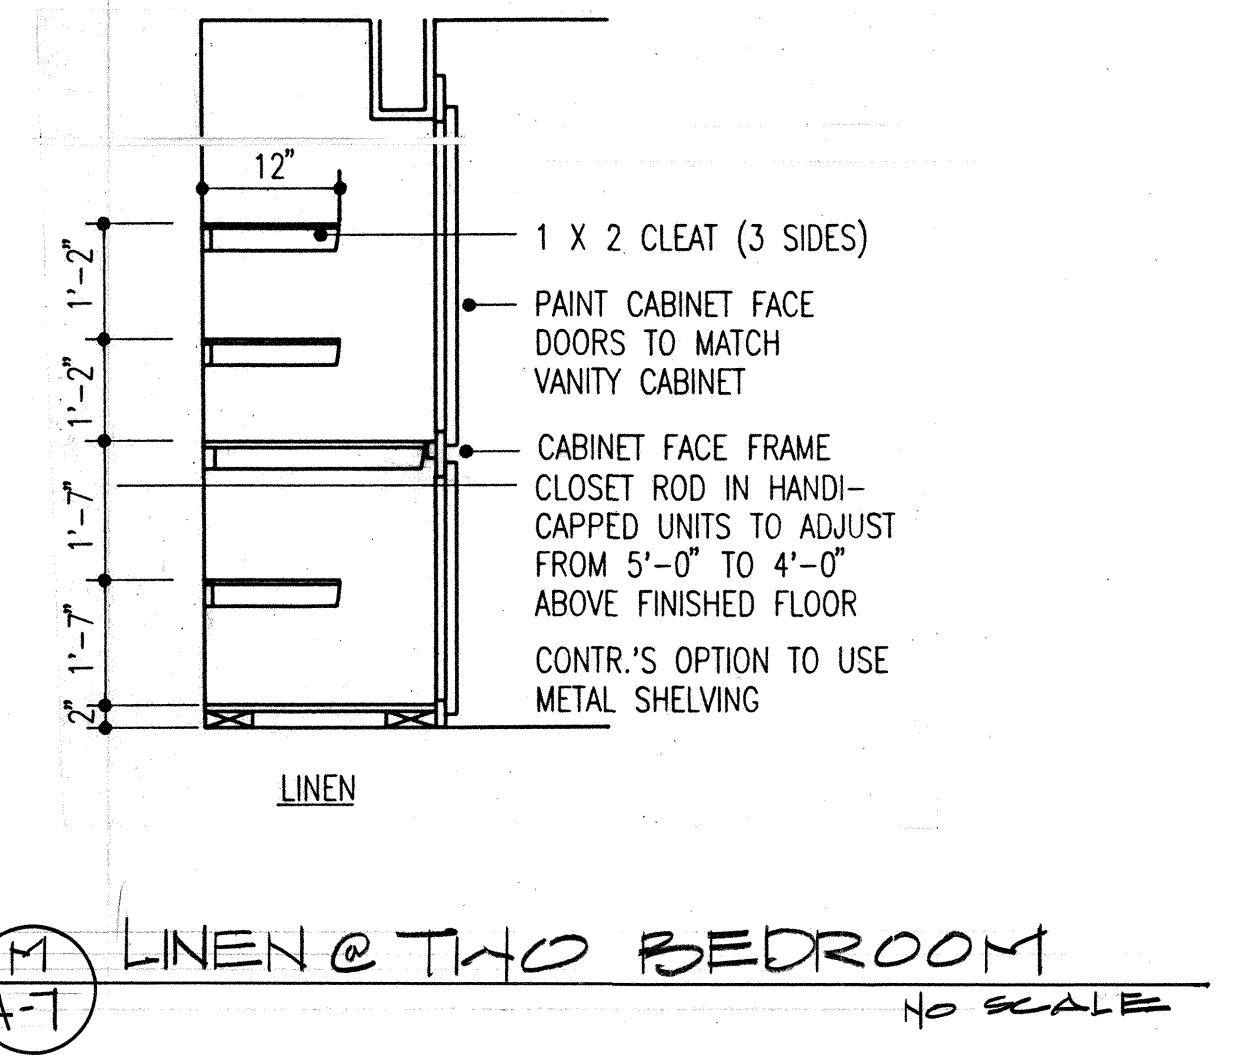 12"
1'-2"
1 X 2 CLEAT (3 SIDES)
PAINT CABINET FACE
DOORS TO MATCH
VANITY CABINET
1'-2"
CABINET FACE FRAME
CLOSET ROD IN HANDI-
CAPPED UNITS TO ADJUST
FROM 5'-0" TO 4'-0"
ABOVE FINISHED FLOOR
1'-7"
1'-7"
CONTR.'S OPTION TO USE
METAL SHELVING
2"
LINEN
M
LINEN @ TWO BEDROOM
A-7
NO SCALE